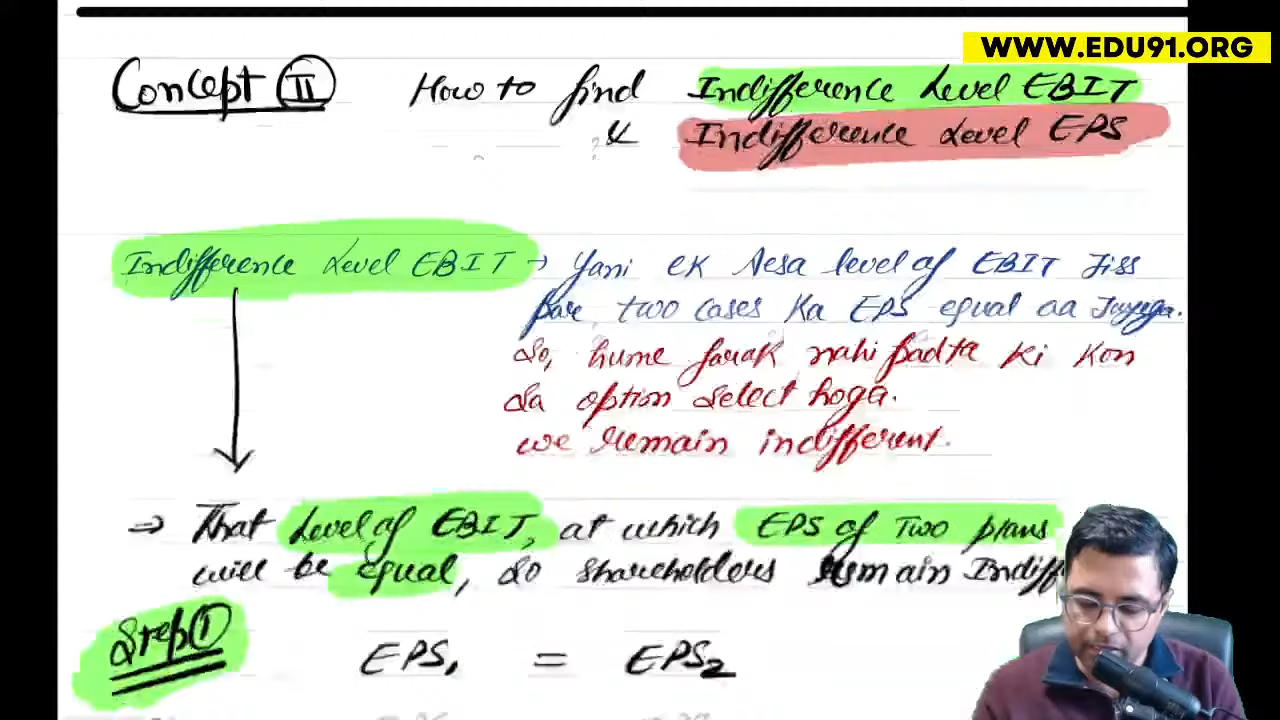 WWW.EDU91.ORG
Concept II How to find Indifference Level EBIT
& Indifference Level EPS
Indifference Level EBIT → Yani ek Aesa level of EBIT Jiss
par, two cases ka EPS equal aa Jayega.
So, hume farak nahi padta ki kon
sa option select hoga.
we remain indifferent.
⇒ That Level of EBIT, at which EPS of Two plans
will be equal, so shareholders remain Indiff
Step ①
EPS₁ = EPS₂